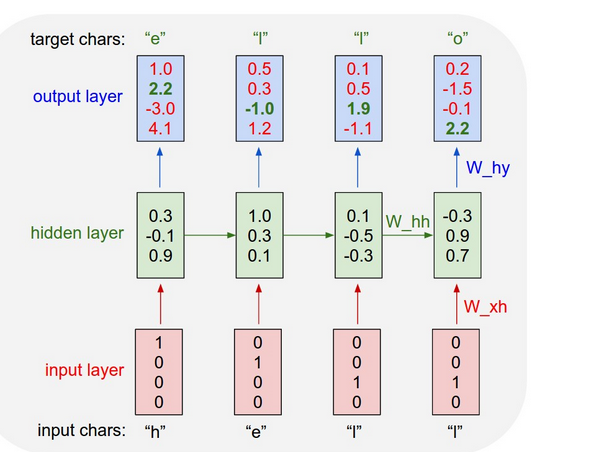 target chars: “e” “l” “l” “o”
output layer
1.0 0.5 0.1 0.2
2.2 0.3 0.5 -1.5
-3.0 -1.0 1.9 -0.1
4.1 1.2 -1.1 2.2
W_hy
hidden layer
0.3 1.0 0.1 -0.3
-0.1 0.3 -0.5 0.9
0.9 0.1 -0.3 0.7
W_hh
W_xh
input layer
1 0 0 0
0 1 0 0
0 0 1 1
0 0 0 0
input chars: “h” “e” “l” “l”